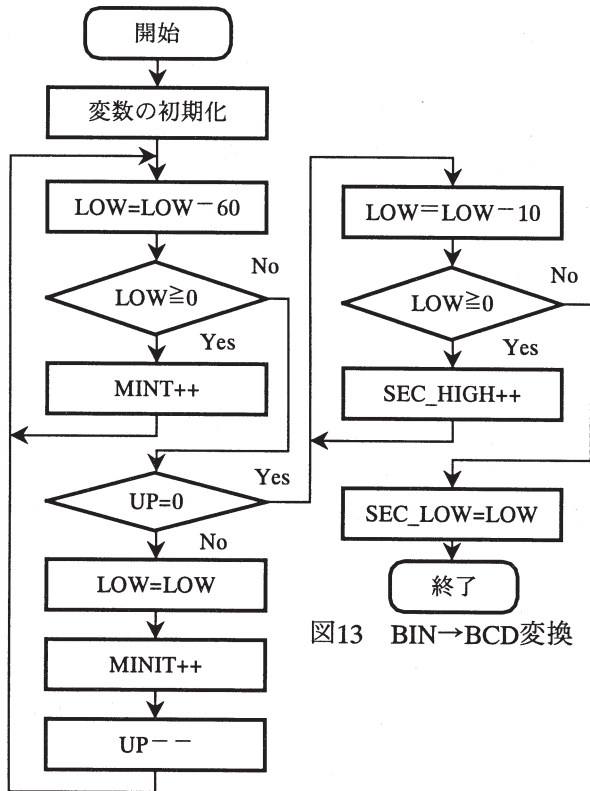 開始
変数の初期化
LOW=LOW－60
LOW≧0
No
Yes
MINT++
UP=0
Yes
No
LOW=LOW
MINIT++
UP－－
LOW＝LOW－10
LOW≧0
No
Yes
SEC_HIGH++
SEC_LOW=LOW
終了
図13　BIN→BCD変換